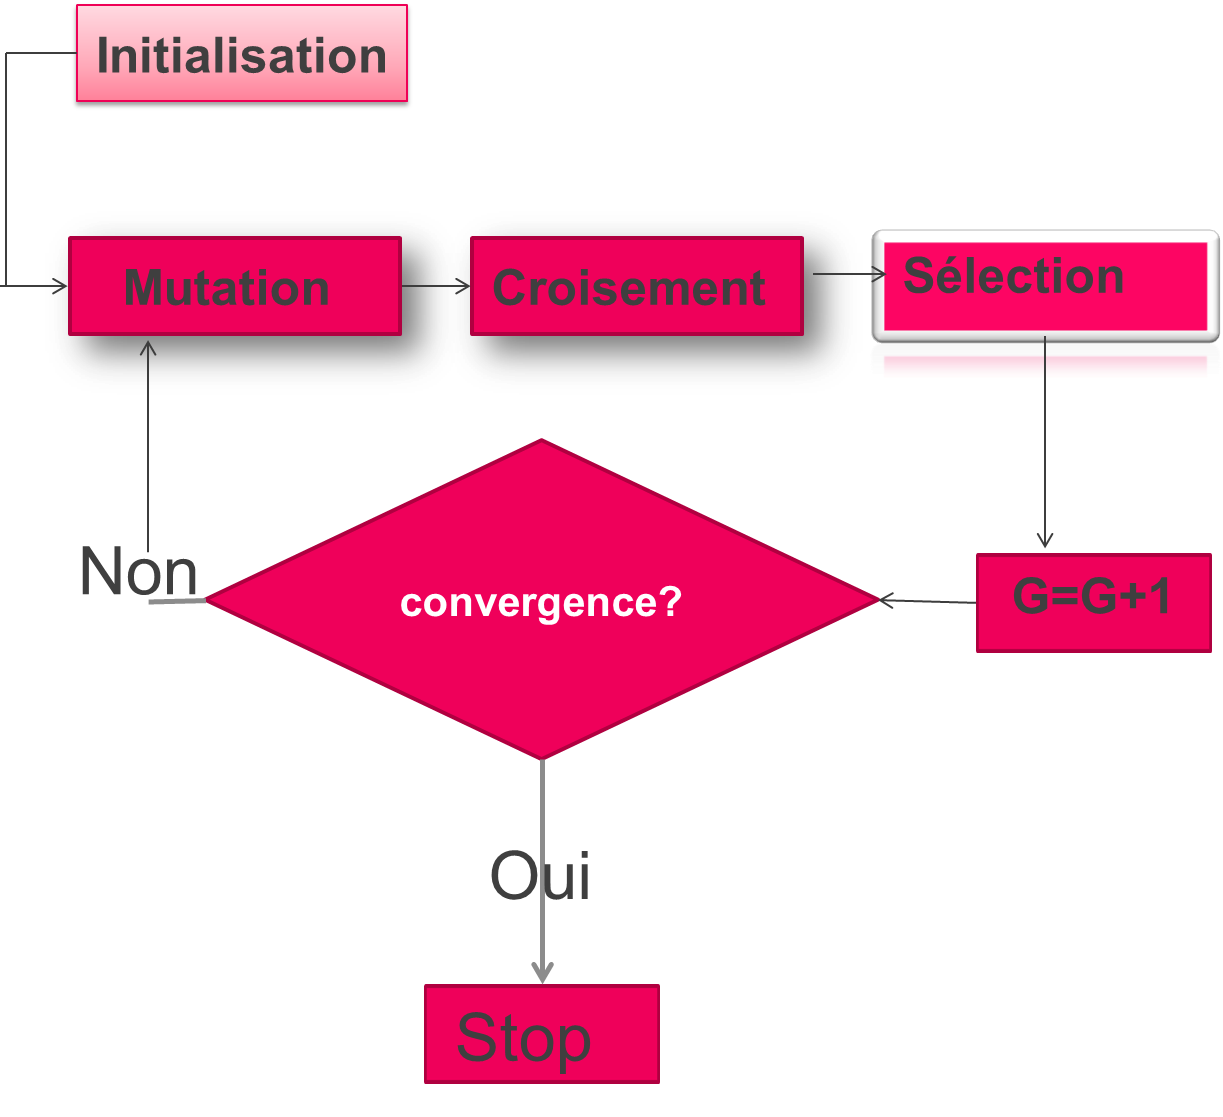 Initialisation
Mutation
Croisement
Sélection
Non
convergence?
G=G+1
Oui
Stop